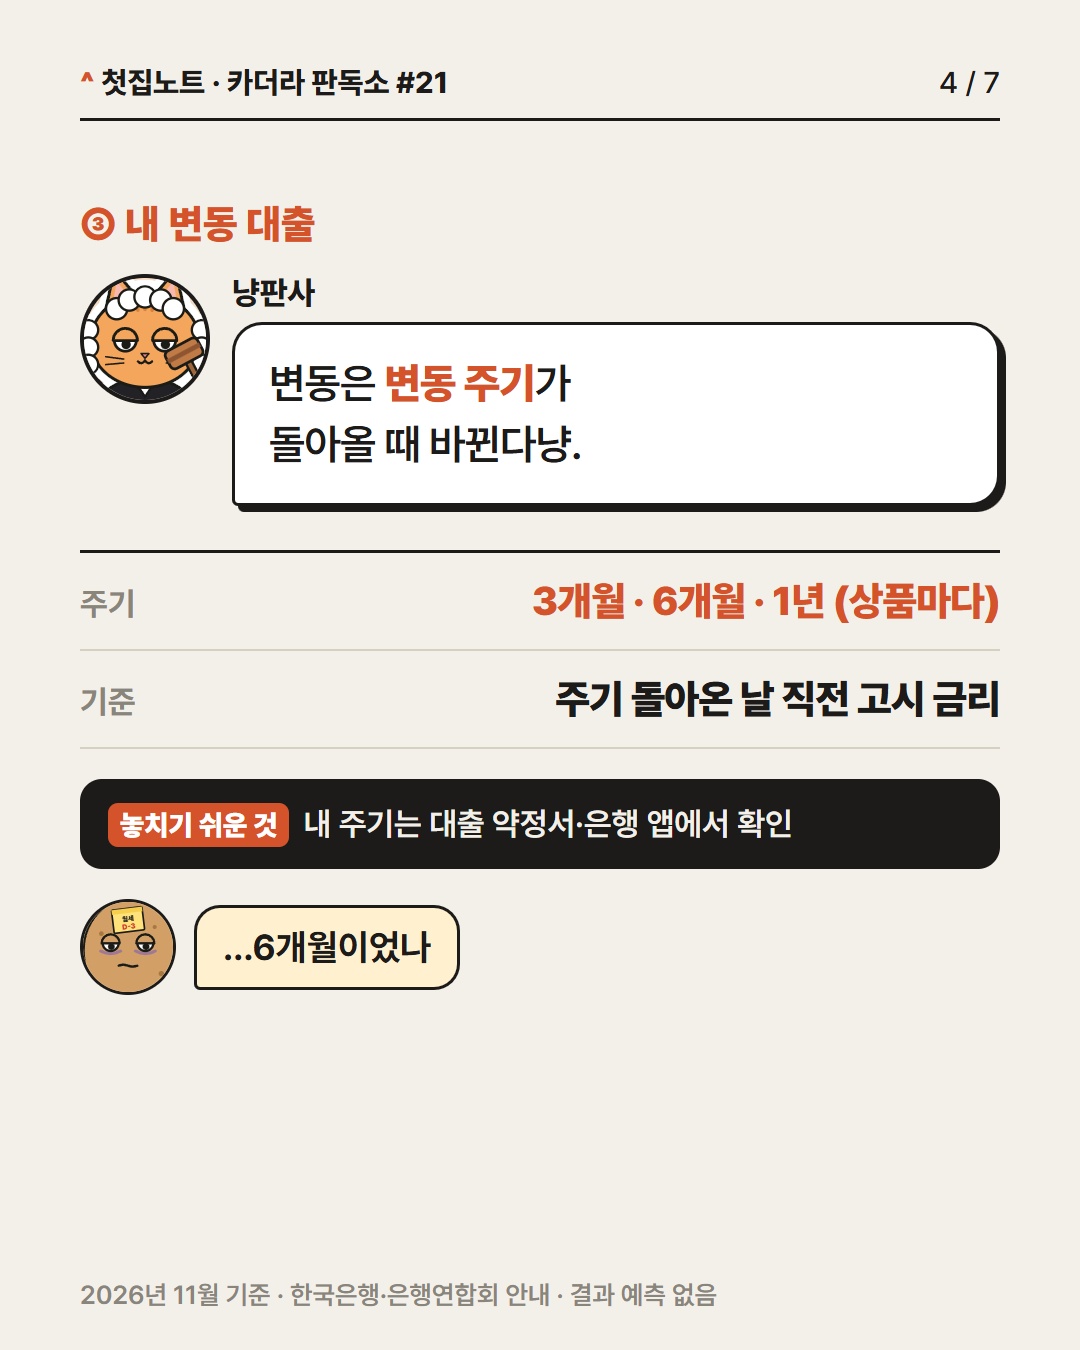 ^ 첫집노트 · 카더라 판독소 #21
4 / 7
③ 내 변동 대출
냥판사
변동은 변동 주기가
돌아올 때 바뀐다냥.
주기
3개월 · 6개월 · 1년 (상품마다)
기준
주기 돌아온 날 직전 고시 금리
놓치기 쉬운 것 내 주기는 대출 약정서·은행 앱에서 확인
월세
D-3
...6개월이었나
2026년 11월 기준 · 한국은행·은행연합회 안내 · 결과 예측 없음